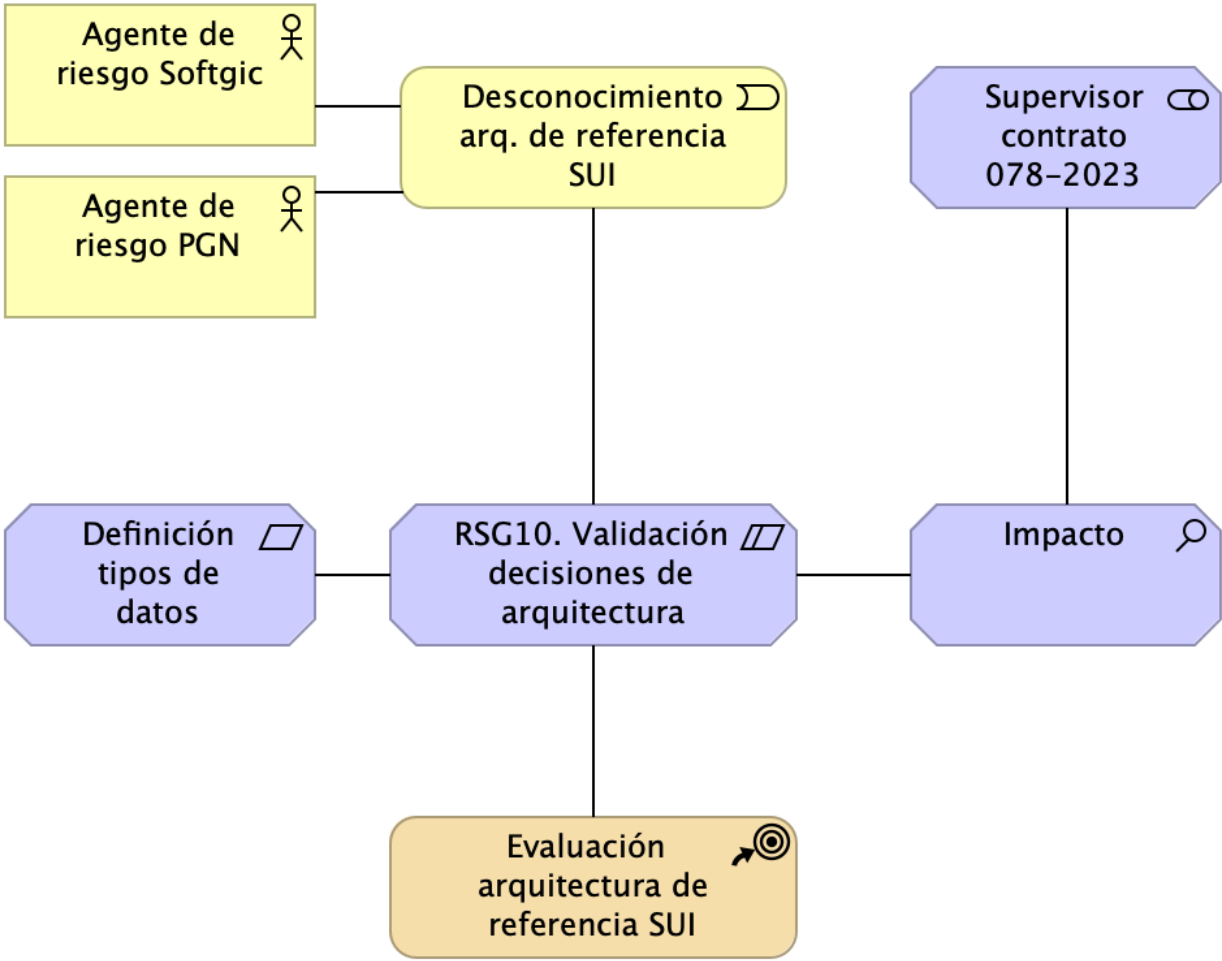 Agente de
riesgo Softgic
Desconocimiento
arq. de referencia
SUI
Supervisor
contrato
078-2023
Agente de
riesgo PGN
Definición
tipos de
datos
RSG10. Validación
decisiones de
arquitectura
Impacto
Evaluación
arquitectura de
referencia SUI